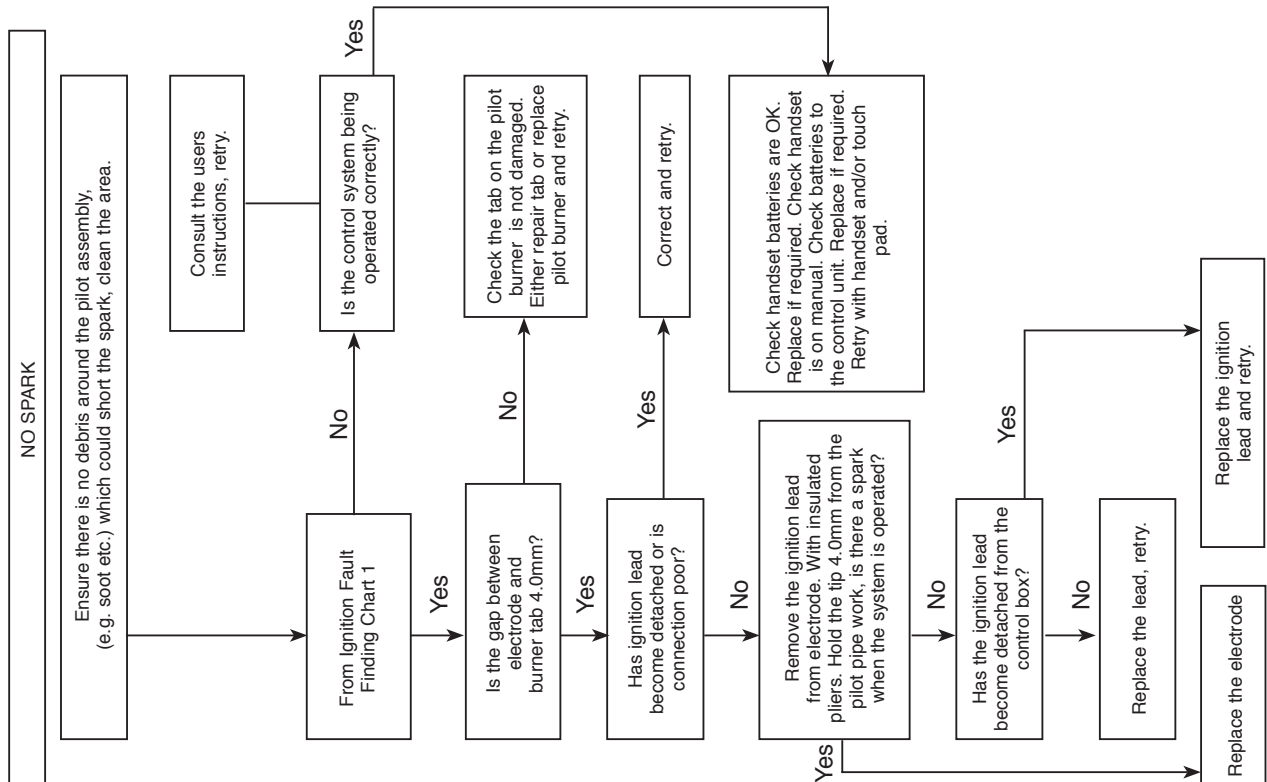 NO SPARK
Ensure there is no debris around the pilot assembly,
(e.g. soot etc.) which could short the spark, clean the area.
Consult the users
instructions, retry.
From Ignition Fault
Finding Chart 1
No
Is the control system being
operated correctly?
Yes
Yes
Is the gap between
electrode and
burner tab 4.0mm?
No
Check the tab on the pilot
burner is not damaged.
Either repair tab or replace
pilot burner and retry.
Yes
Has ignition lead
become detached or is
connection poor?
Yes
Correct and retry.
No
Check handset batteries are OK.
Replace if required. Check handset
is on manual. Check batteries to
the control unit. Replace if required.
Retry with handset and/or touch
pad.
Remove the ignition lead
from electrode. With insulated
pliers. Hold the tip 4.0mm from the
pilot pipe work, is there a spark
when the system is operated?
Yes
No
Has the ignition lead
become detached from the
control box?
Yes
No
Replace the lead, retry.
Replace the electrode
Replace the ignition
lead and retry.